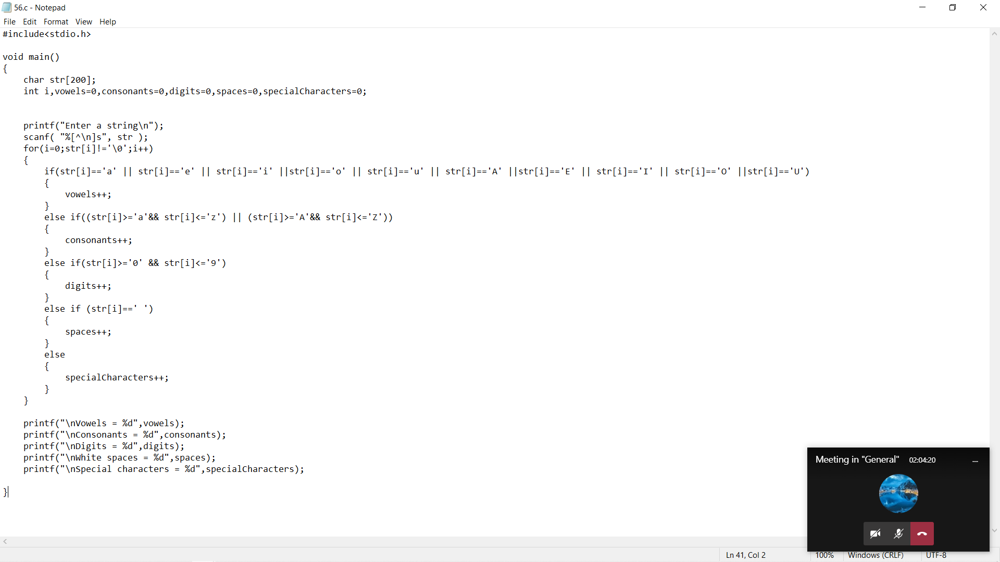 56.c - Notepad
File Edit Format View Help
#include<stdio.h>
void main()
{
char str[200];
int i,vowels=0,consonants=0,digits=0,spaces=0,specialCharacters=0;
printf("Enter a string\n");
scanf( "%[^\n]s", str );
for(i=0;str[i]!='\0';i++)
{
if(str[i]=='a' || str[i]=='e' || str[i]=='i' ||str[i]=='o' || str[i]=='u' || str[i]=='A' ||str[i]=='E' || str[i]=='I' || str[i]=='O' ||str[i]=='U')
{
vowels++;
}
else if((str[i]>='a'&& str[i]<='z') || (str[i]>='A'&& str[i]<='Z'))
{
consonants++;
}
else if(str[i]>='0' && str[i]<='9')
{
digits++;
}
else if (str[i]==' ')
{
spaces++;
}
else
{
specialCharacters++;
}
}
printf("\nVowels = %d",vowels);
printf("\nConsonants = %d",consonants);
printf("\nDigits = %d",digits);
printf("\nWhite spaces = %d",spaces);
printf("\nSpecial characters = %d",specialCharacters);
}
Meeting in "General" 02:04:20
Ln 41, Col 2 100% Windows (CRLF) UTF-8